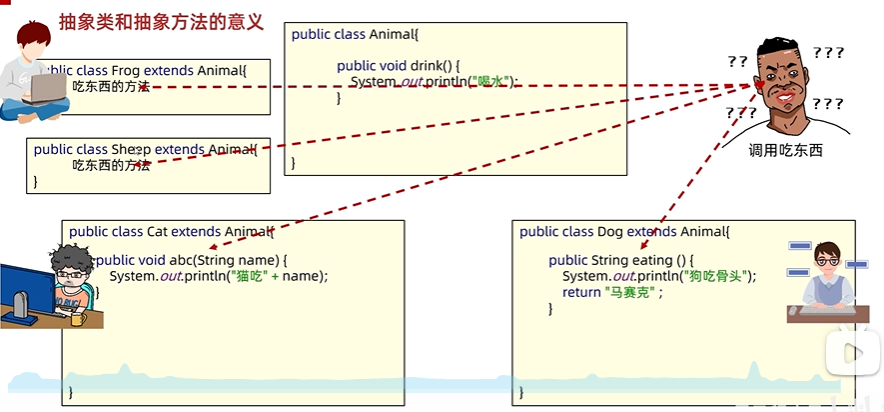 抽象类和抽象方法的意义
public class Frog extends Animal{
吃东西的方法
public class Sheep extends Animal{
吃东西的方法
}
public class Animal{
public void drink() {
System.out.println("喝水");
}
}
??
???
???
???
调用吃东西
public class Cat extends Animal{
public void abc(String name) {
System.out.println("猫吃" + name);
}
}
public class Dog extends Animal{
public String eating () {
System.out.println("狗吃骨头");
return "马赛克" ;
}
}